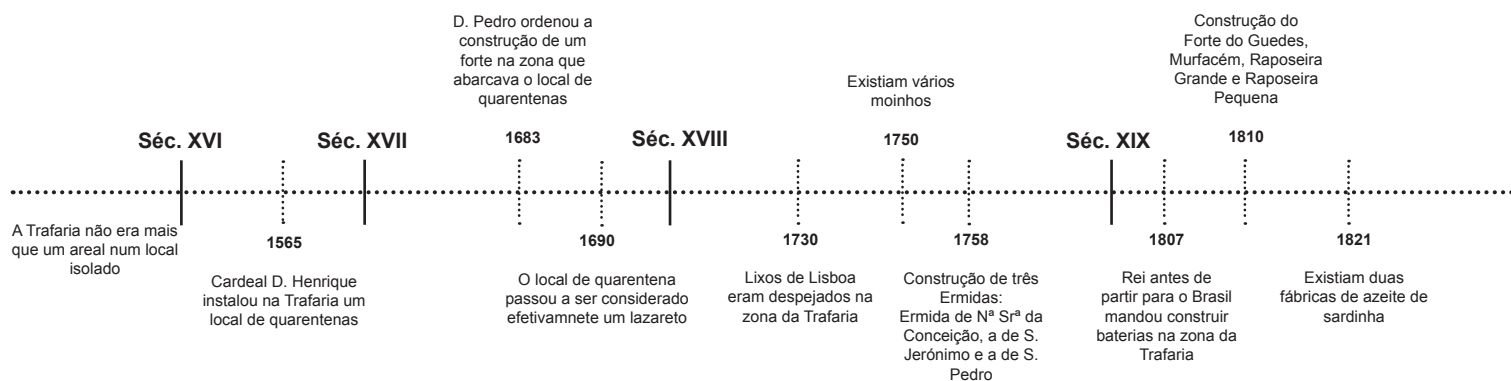 A Trafaria não era mais
que um areal num local
isolado
Séc. XVI
1565
Cardeal D. Henrique
instalou na Trafaria um
local de quarentenas
Séc. XVII
D. Pedro ordenou a
construção de um
forte na zona que
abarcava o local de
quarentenas
1683
1690
O local de quarentena
passou a ser considerado
efetivamnete um lazareto
Séc. XVIII
1730
Lixos de Lisboa
eram despejados na
zona da Trafaria
Existiam vários
moinhos
1750
1758
Construção de três
Ermidas:
Ermida de Nª Srª da
Conceição, a de S.
Jerónimo e a de S.
Pedro
Séc. XIX
1807
Rei antes de
partir para o Brasil
mandou construir
baterias na zona da
Trafaria
Construção do
Forte do Guedes,
Murfacém, Raposeira
Grande e Raposeira
Pequena
1810
1821
Existiam duas
fábricas de azeite de
sardinha